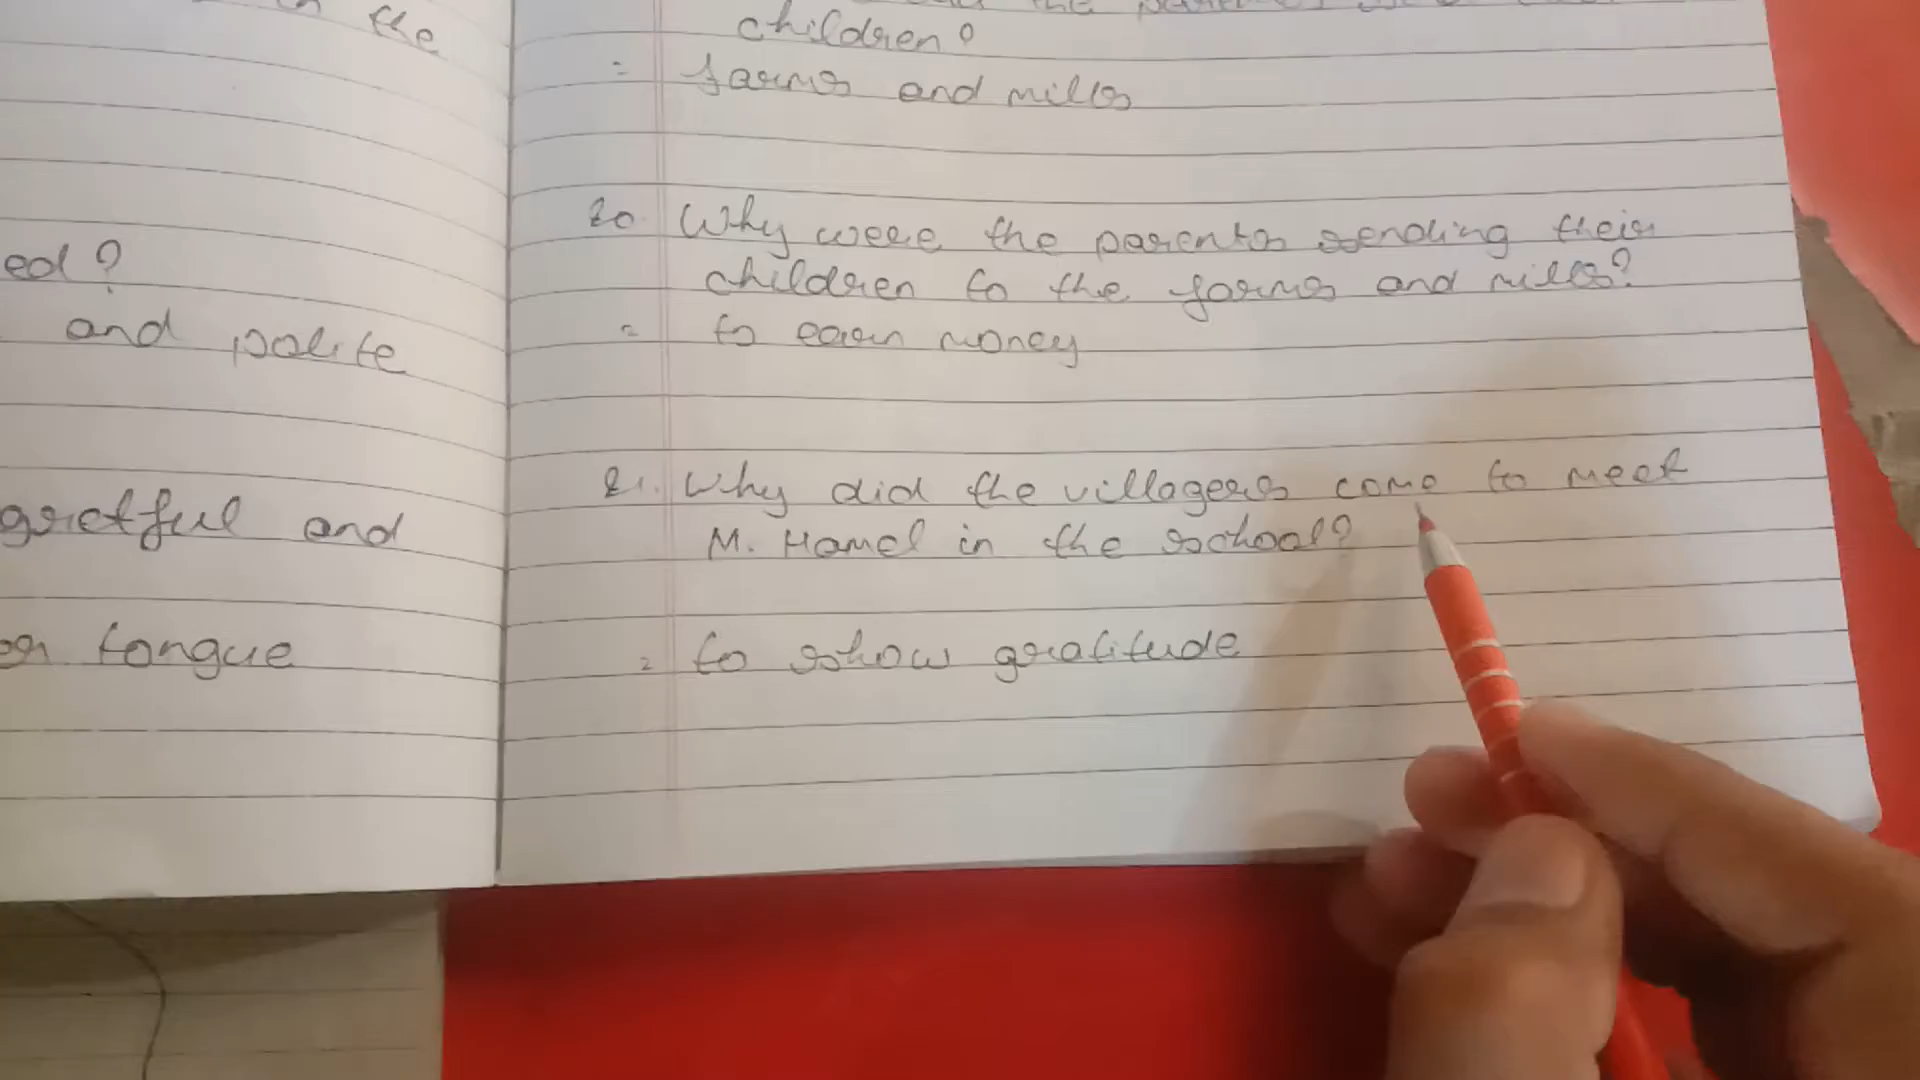 the
ed?
and polite
gretful and
tongue
children?
= farms and mills
20. Why were the parents sending their
children to the farms and mills?
= to earn money
21. Why did the villagers come to meet
M. Hamel in the school?
= to show gratitude